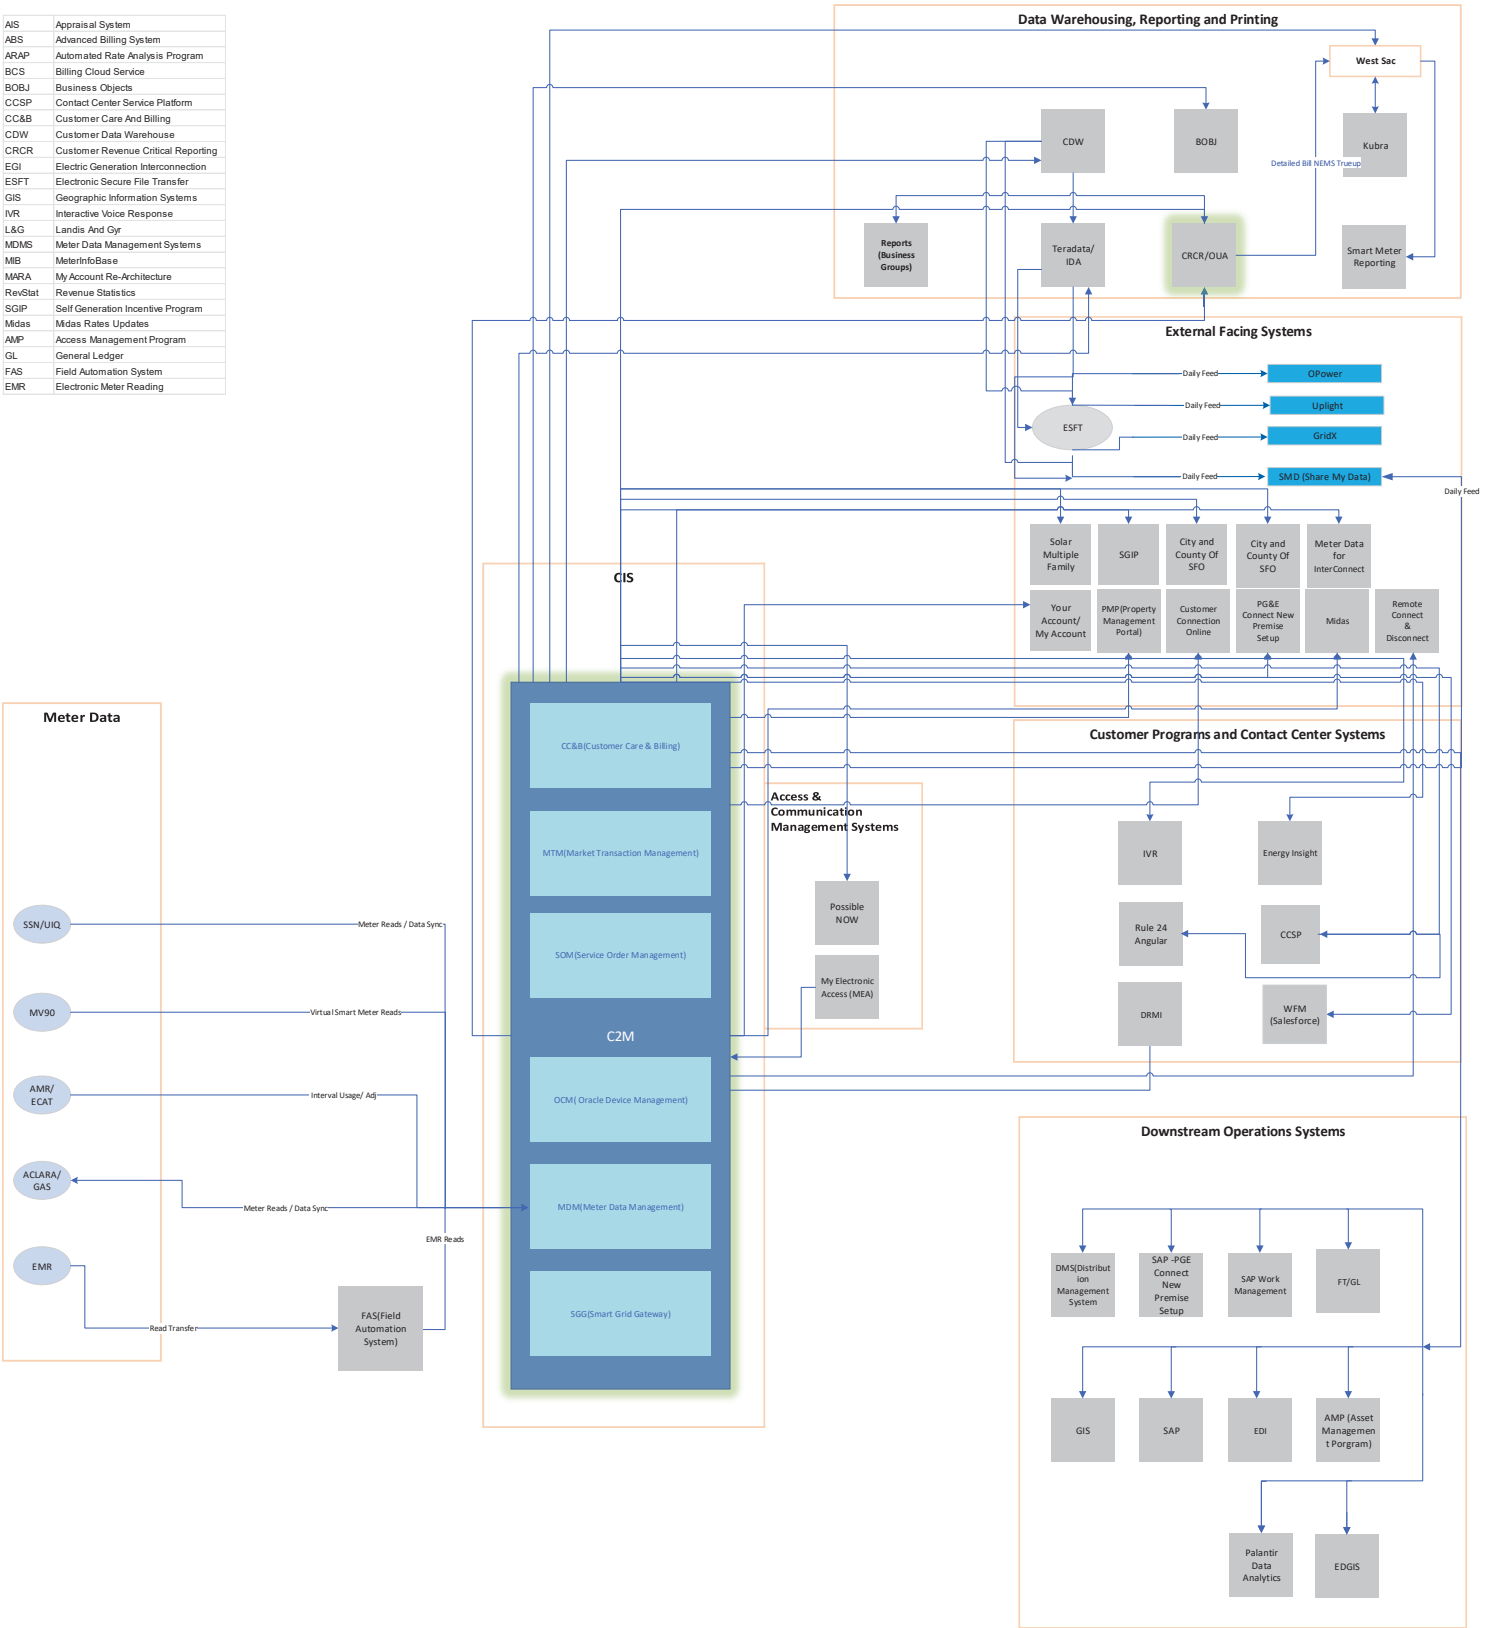 AIS Appraisal System
ABS Advanced Billing System
ARAP Automated Rate Analysis Program
BCS Billing Cloud Service
BOBJ Business Objects
CCSP Contact Center Service Platform
CC&B Customer Care And Billing
CDW Customer Data Warehouse
CRCR Customer Revenue Critical Reporting
EGI Electric Generation Interconnection
ESFT Electronic Secure File Transfer
GIS Geographic Information Systems
IVR Interactive Voice Response
L&G Landis And Gyr
MDMS Meter Data Management Systems
MIB MeterInfoBase
MARA My Account Re-Architecture
RevStat Revenue Statistics
SGIP Self Generation Incentive Program
Midas Midas Rates Updates
AMP Access Management Program
GL General Ledger
FAS Field Automation System
EMR Electronic Meter Reading
Data Warehousing, Reporting and Printing
West Sac
CDW
BOBJ
Kubra
Detailed Bill NEMS Trueup
Reports
(Business
Groups)
Teradata/
IDA
CRCR/OUA
Smart Meter
Reporting
External Facing Systems
Daily Feed
OPower
Daily Feed
Uplight
ESFT
Daily Feed
GridX
Daily Feed
SMD (Share My Data)
Daily Feed
Solar
Multiple
Family
SGIP
City and
County Of
SFO
City and
County Of
SFO
Meter Data
for
InterConnect
Your
Account/
My Account
PMP(Property
Management
Portal)
Customer
Connection
Online
PG&E
Connect New
Premise
Setup
Midas
Remote
Connect
&
Disconnect
CIS
CC&B(Customer Care & Billing)
MTM(Market Transaction Management)
SOM(Service Order Management)
C2M
OCM( Oracle Device Management)
MDM(Meter Data Management)
SGG(Smart Grid Gateway)
Meter Data
SSN/UIQ
Meter Reads / Data Sync
MV90
Virtual Smart Meter Reads
AMR/
ECAT
Interval Usage/ Adj
ACLARA/
GAS
Meter Reads / Data Sync
EMR Reads
EMR
Read Transfer
FAS(Field
Automation
System)
Access &
Communication
Management Systems
Possible
NOW
My Electronic
Access (MEA)
Customer Programs and Contact Center Systems
IVR
Energy Insight
Rule 24
Angular
CCSP
DRMI
WFM
(Salesforce)
Downstream Operations Systems
DMS(Distribut
ion
Management
System
SAP -PGE
Connect
New
Premise
Setup
SAP Work
Management
FT/GL
GIS
SAP
EDI
AMP (Asset
Managemen
t Porgram)
Palantir
Data
Analytics
EDGIS